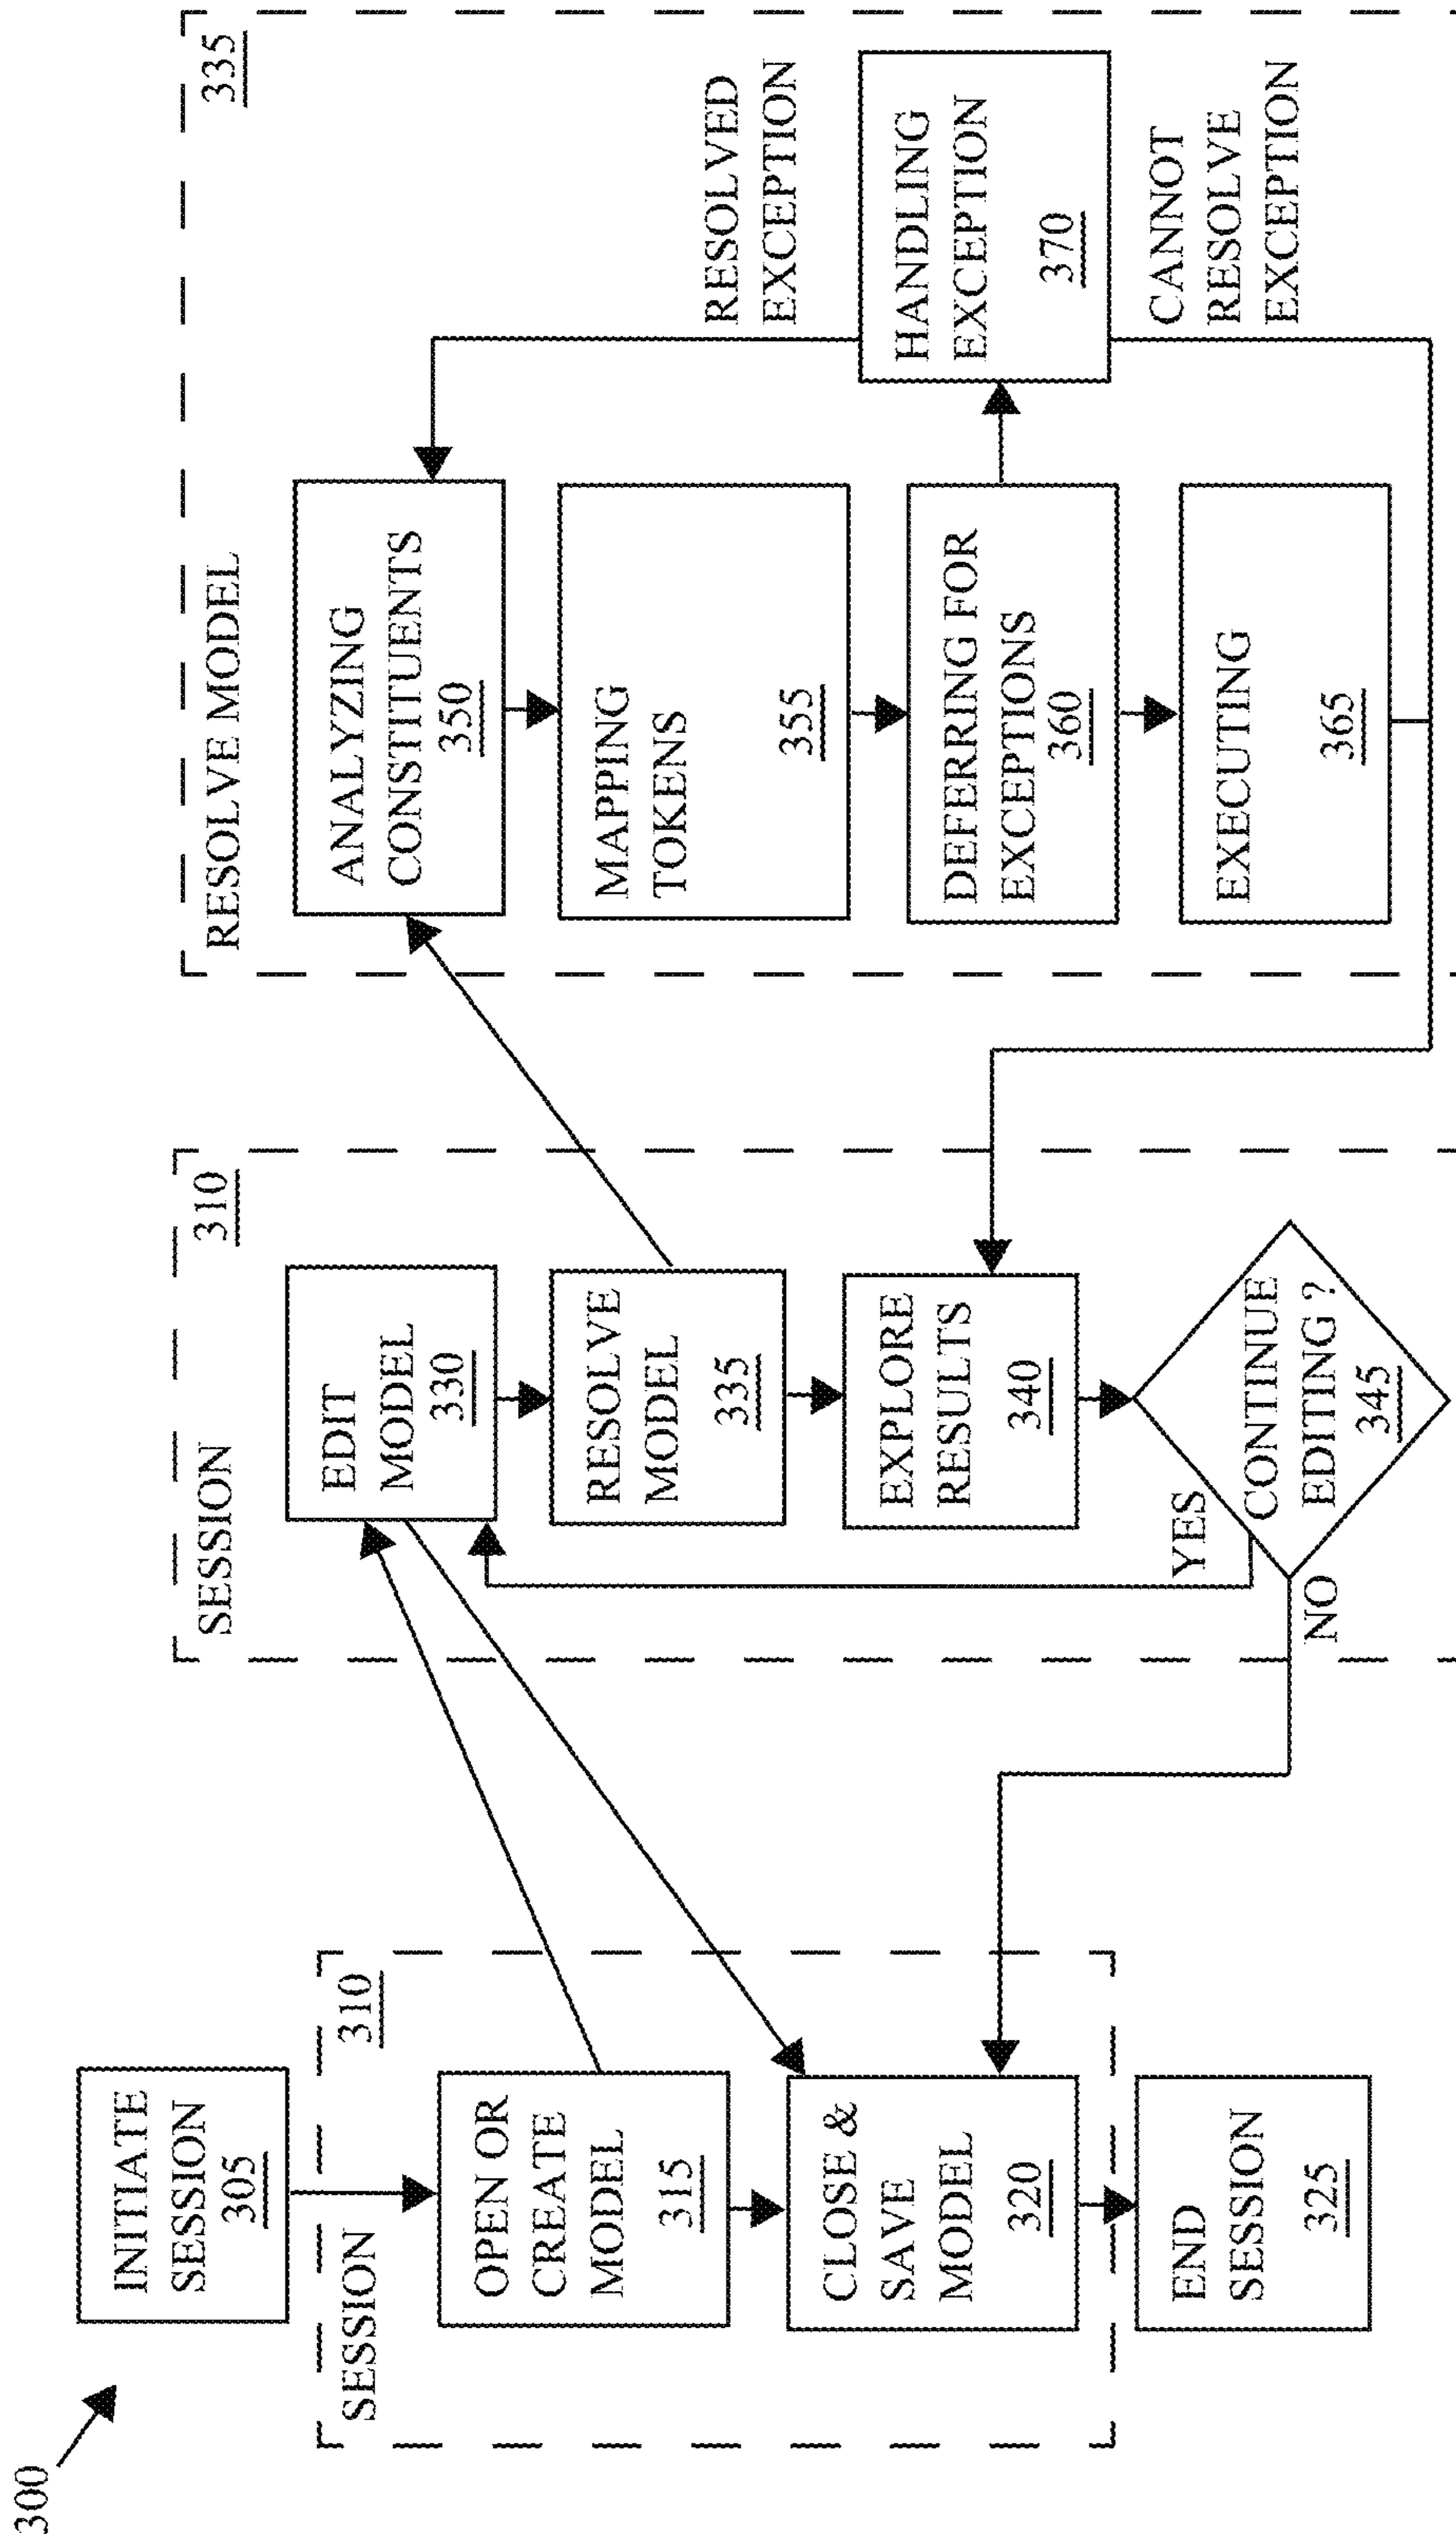 300
INITIATE
SESSION
305
SESSION
310
OPEN OR
CREATE
MODEL
315
CLOSE &
SAVE
MODEL
320
END
SESSION
325
SESSION
310
EDIT
MODEL
330
RESOLVE
MODEL
335
EXPLORE
RESULTS
340
CONTINUE
EDITING ?
345
YES
NO
RESOLVE MODEL
335
ANALYZING
CONSTITUENTS
350
MAPPING
TOKENS
355
DEFERRING FOR
EXCEPTIONS
360
EXECUTING
365
RESOLVED
EXCEPTION
HANDLING
EXCEPTION
370
CANNOT
RESOLVE
EXCEPTION